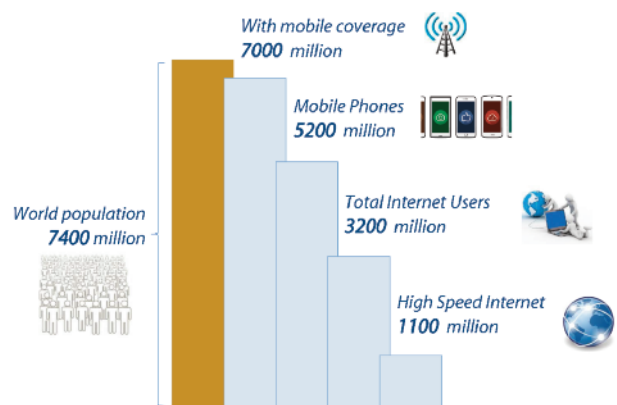 With mobile coverage
7000 million
Mobile Phones
5200 million
Total Internet Users
3200 million
World population
7400 million
High Speed Internet
1100 million